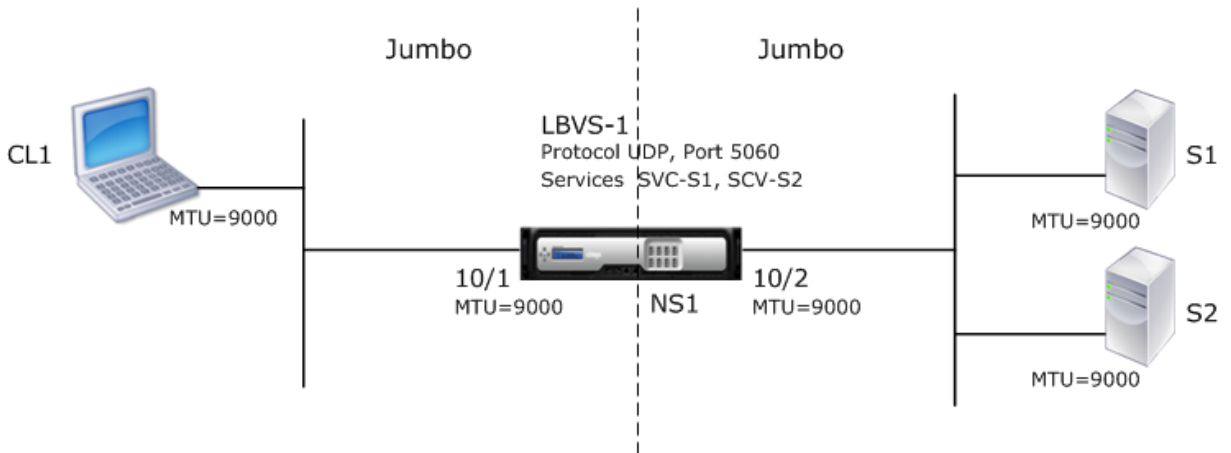 Jumbo
Jumbo
CL1
MTU=9000
LBVS-1
Protocol UDP, Port 5060
Services SVC-S1, SCV-S2
10/1
MTU=9000
NS1
10/2
MTU=9000
S1
MTU=9000
S2
MTU=9000